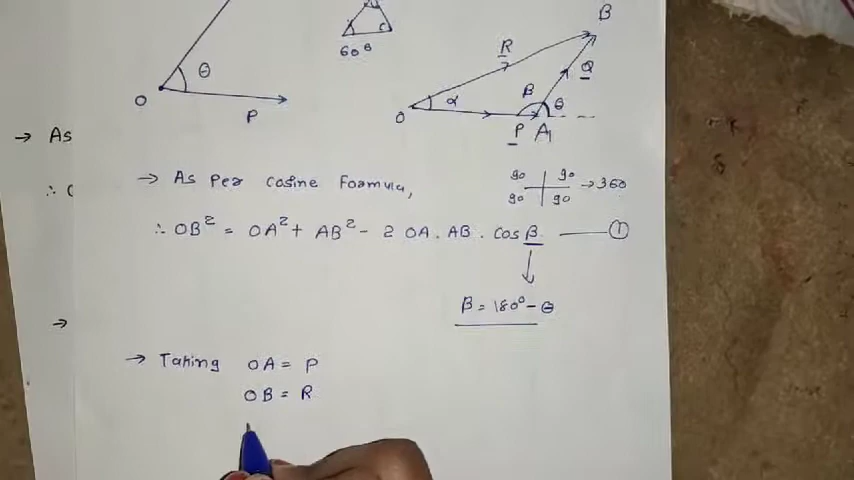 θ
O
P
60°
C
B
R
Q
B
α
θ
O
P
A
→ As
→ As Per Cosine Formula,
90 90
90 90
→ 360
∴ OB² = OA² + AB² - 2 OA . AB . Cos β —— ①
β = 180° - θ
→
→ Taking OA = P
OB = R